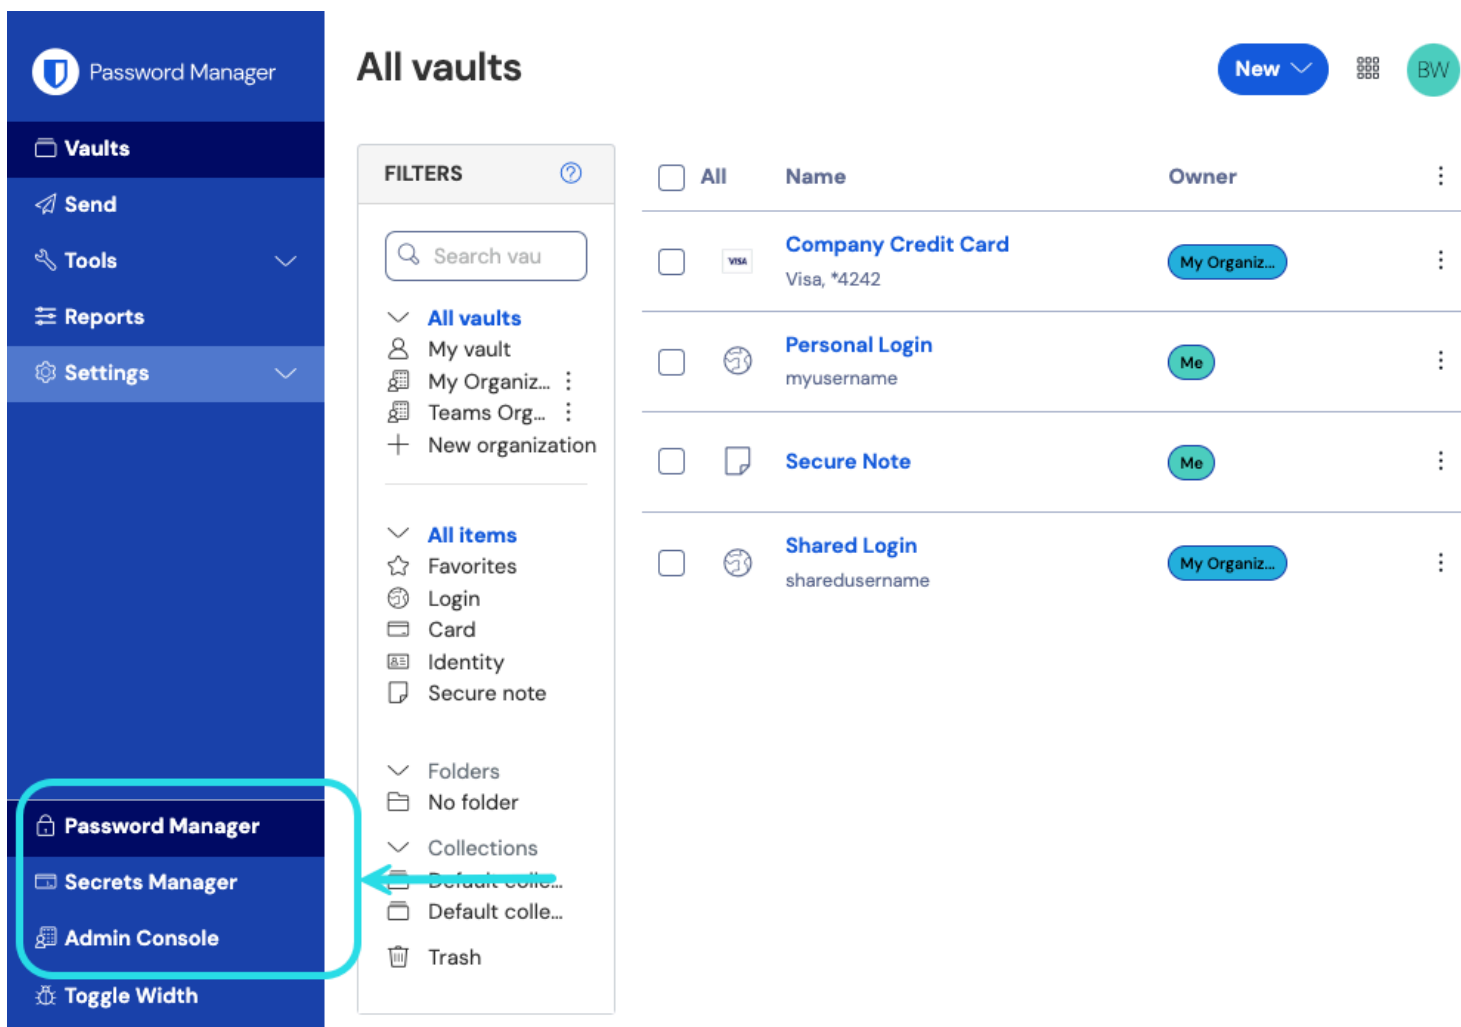 Password Manager
Vaults
Send
Tools
Reports
Settings
Password Manager
Secrets Manager
Admin Console
Toggle Width
All vaults
New
BW
FILTERS
?
Search vau
All vaults
My vault
My Organiz...
Teams Org...
New organization
All items
Favorites
Login
Card
Identity
Secure note
Folders
No folder
Collections
Default colle...
Default colle...
Trash
All Name Owner
VISA
Company Credit Card
Visa, *4242
My Organiz...
Personal Login
myusername
Me
Secure Note
Me
Shared Login
sharedusername
My Organiz...